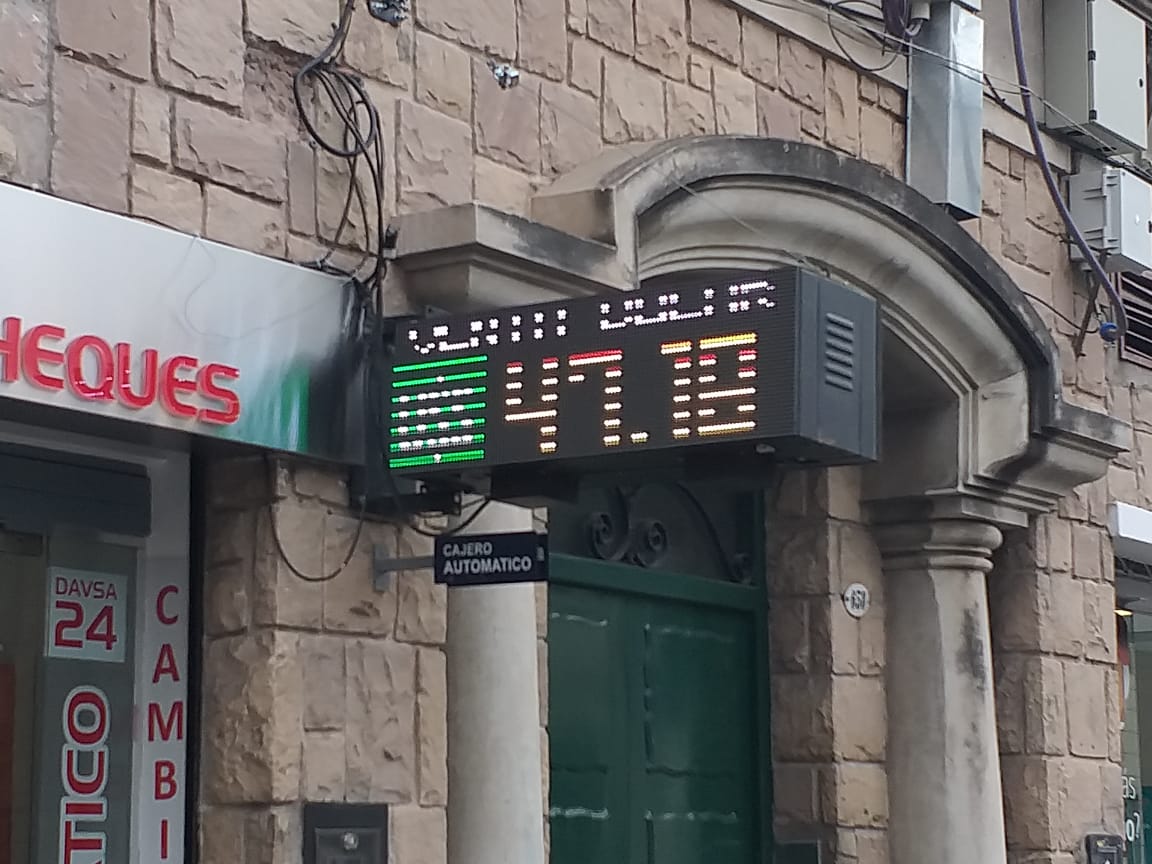 HEQUES
47.18
CAJERO
AUTOMATICO
DAVSA
24
TICO
CAMBI